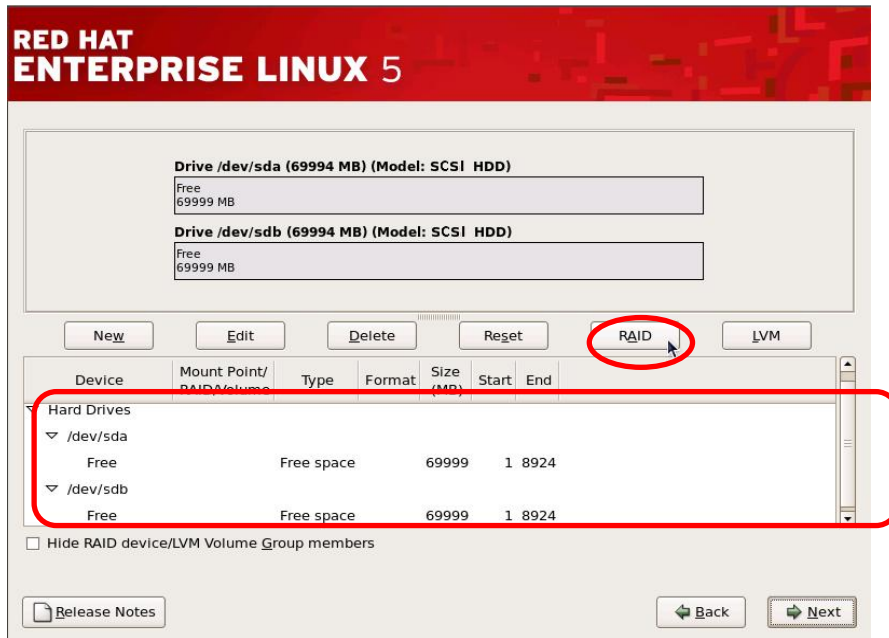 RED HAT
ENTERPRISE LINUX 5
Drive /dev/sda (69994 MB) (Model: SCSI HDD)
Free
69999 MB
Drive /dev/sdb (69994 MB) (Model: SCSI HDD)
Free
69999 MB
New Edit Delete Reset RAID LVM
Device Mount Point/ RAID/Volume Type Format Size (MB) Start End
Hard Drives
/dev/sda
Free Free space 69999 1 8924
/dev/sdb
Free Free space 69999 1 8924
Hide RAID device/LVM Volume Group members
Release Notes Back Next